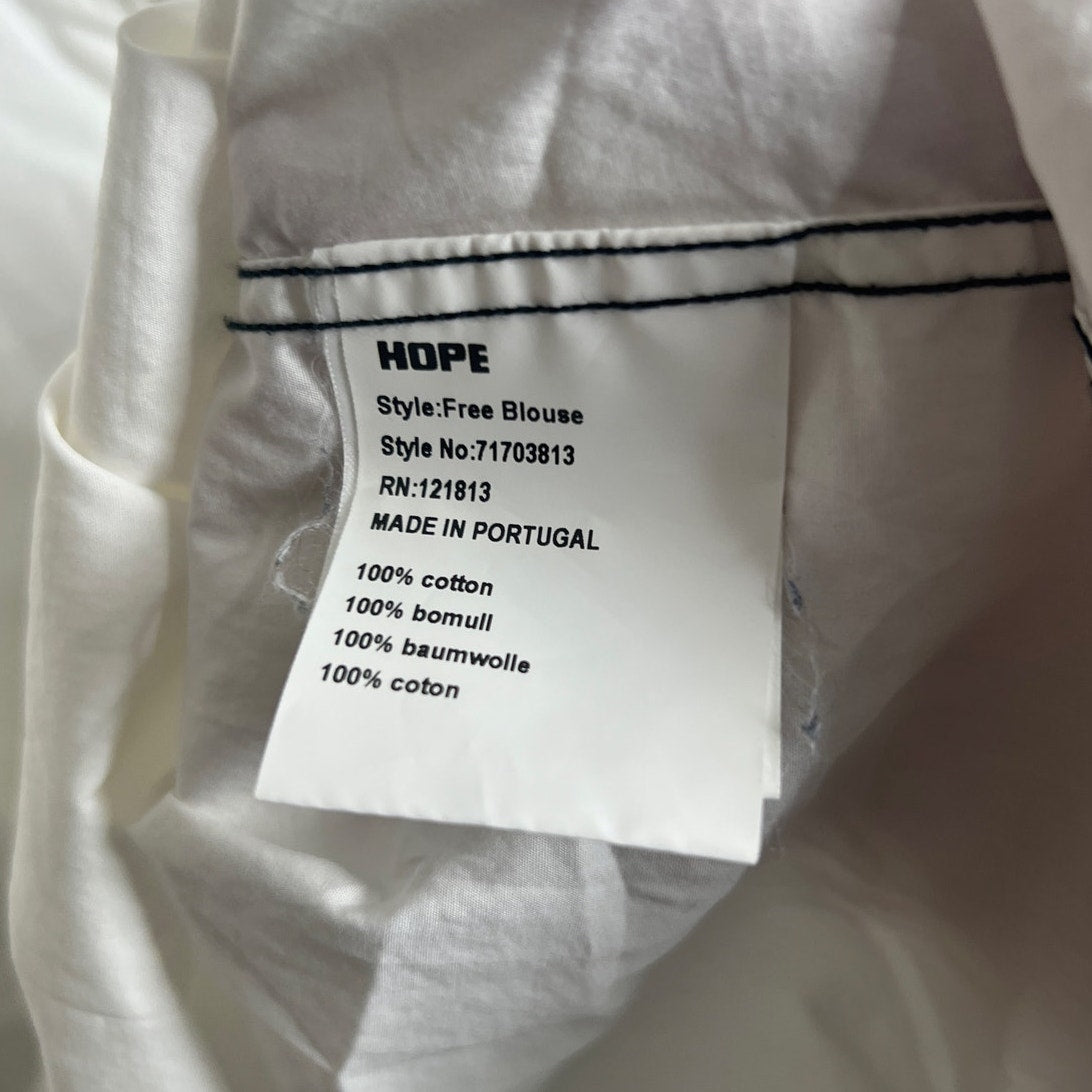 HOPE
Style:Free Blouse
Style No:71703813
RN:121813
MADE IN PORTUGAL
100% cotton
100% bomull
100% baumwolle
100% coton